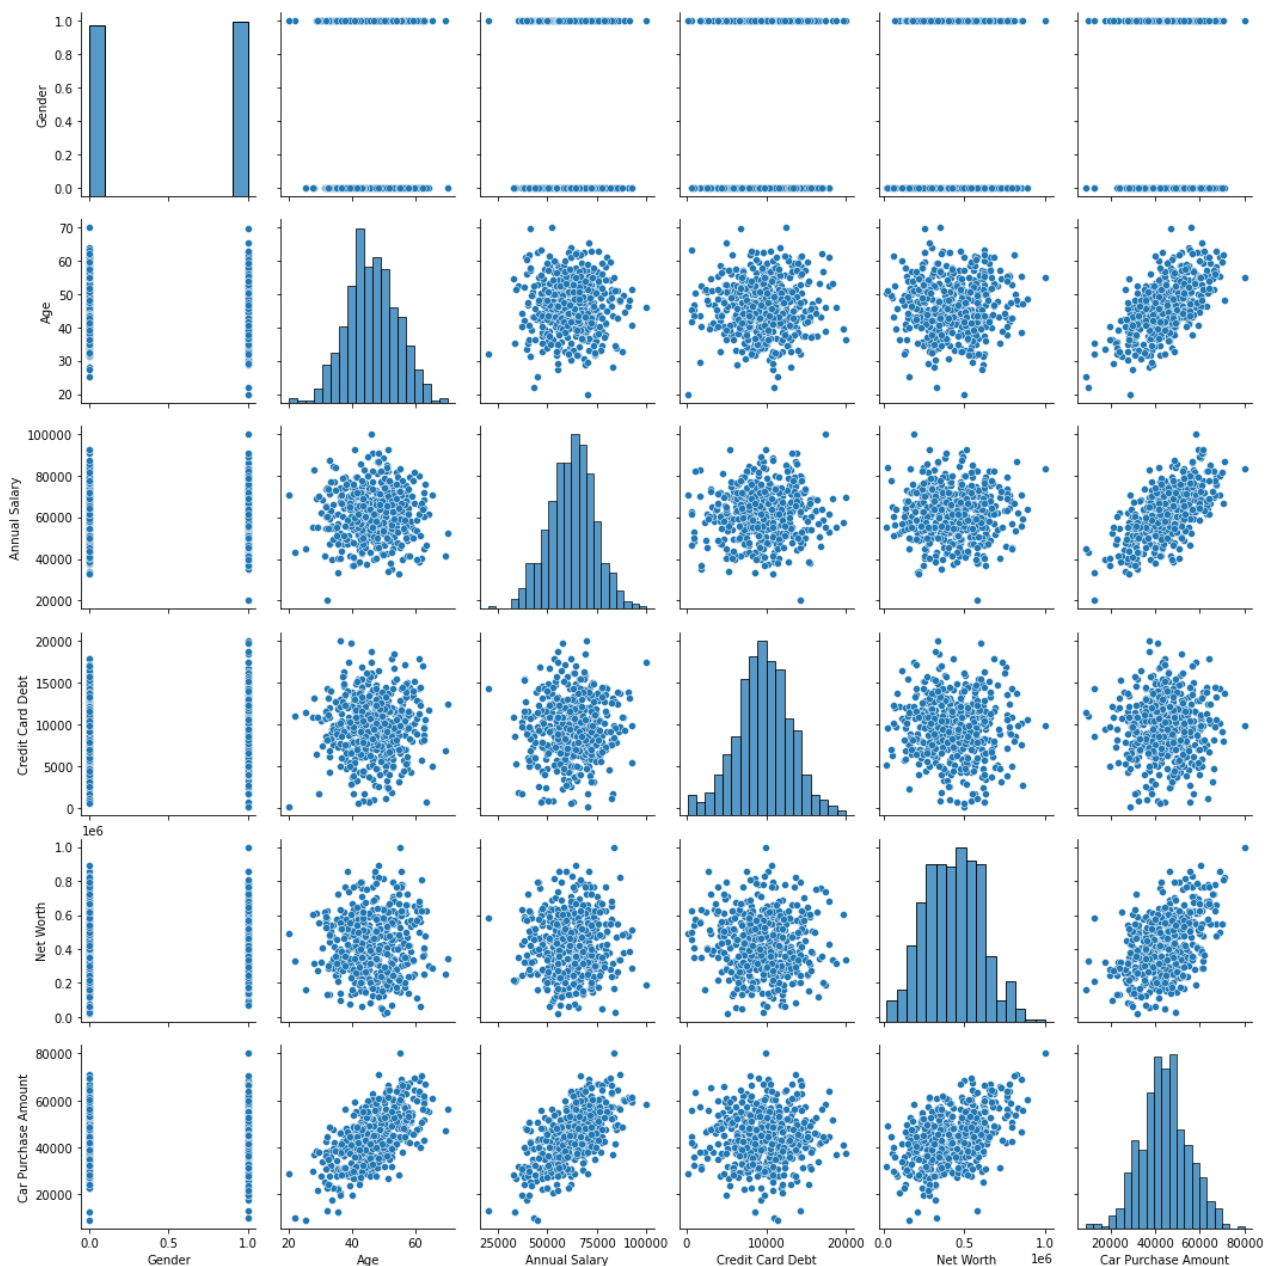 1.0
0.8
0.6
0.4
0.2
0.0
Gender
70
60
50
40
30
20
Age
100000
80000
60000
40000
20000
Annual Salary
20000
15000
10000
5000
0
Credit Card Debt
1e6
1.0
0.8
0.6
0.4
0.2
0.0
Net Worth
80000
60000
40000
20000
Car Purchase Amount
0.0 0.5 1.0
Gender
20 40 60
Age
25000 50000 75000 100000
Annual Salary
0 10000 20000
Credit Card Debt
0.0 0.5 1.0
1e6
Net Worth
20000 40000 60000 80000
Car Purchase Amount